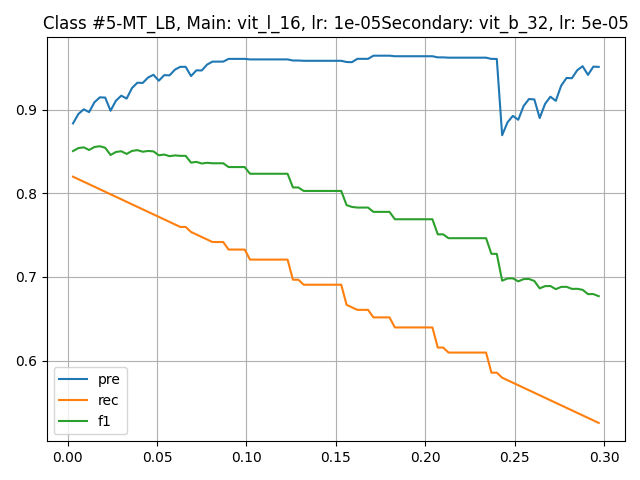 Class #5-MT_LB, Main: vit_l_16, lr: 1e-05Secondary: vit_b_32, lr: 5e-05
0.9
0.8
0.7
0.6
pre
rec
f1
0.00 0.05 0.10 0.15 0.20 0.25 0.30